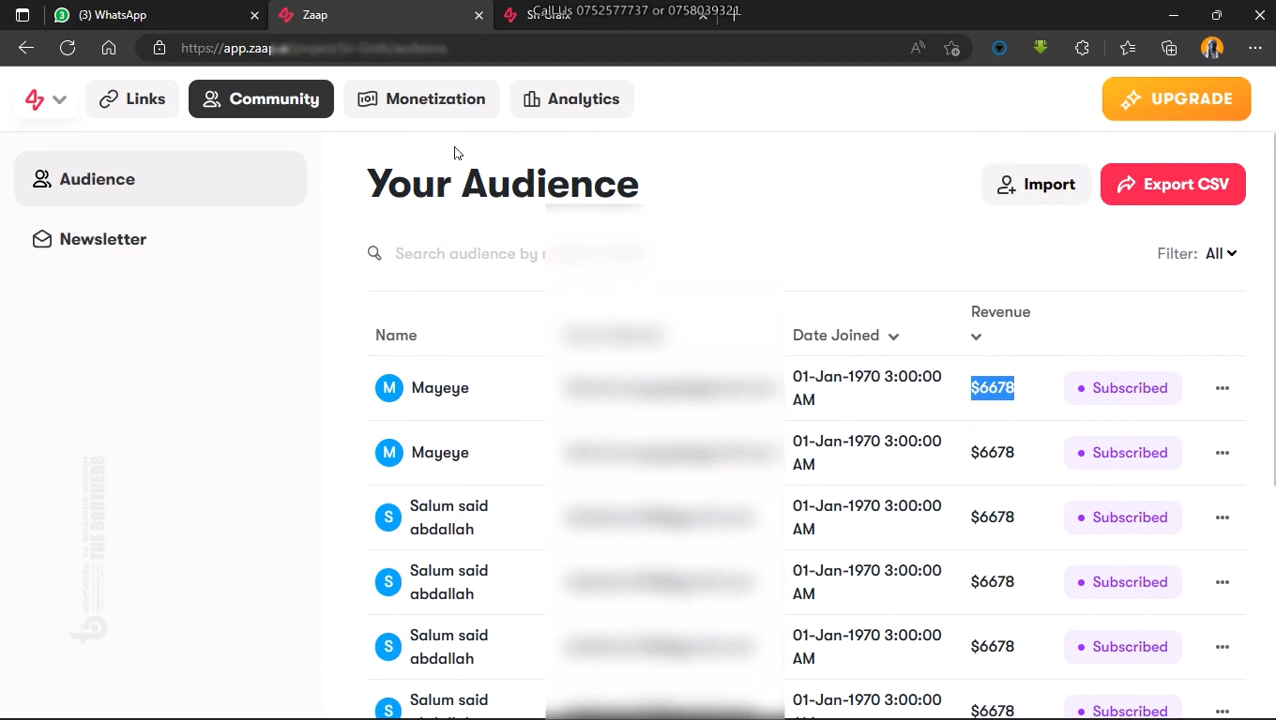 (3) WhatsApp
Zaap
Call Us 0752577737 or 0758039321
https://app.zaap
Links
Community
Monetization
Analytics
UPGRADE
Audience
Newsletter
Your Audience
Import
Export CSV
Search audience by
Filter: All
Name
Date Joined
Revenue
M Mayeye
01-Jan-1970 3:00:00
AM
$6678
Subscribed
M Mayeye
01-Jan-1970 3:00:00
AM
$6678
Subscribed
S Salum said
abdallah
01-Jan-1970 3:00:00
AM
$6678
Subscribed
S Salum said
abdallah
01-Jan-1970 3:00:00
AM
$6678
Subscribed
S Salum said
abdallah
01-Jan-1970 3:00:00
AM
$6678
Subscribed
S Salum said
01-Jan-1970 3:00:00
AM
$6678
Subscribed
THE BOOTHERS